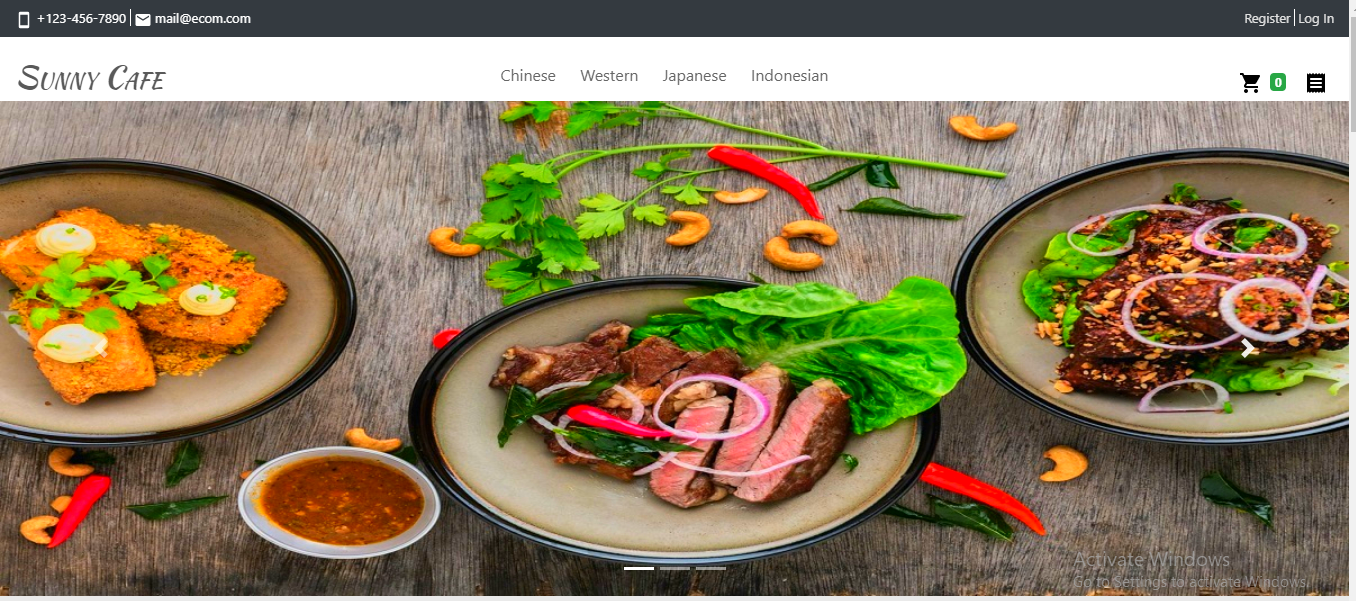 +123-456-7890 mail@ecom.com Register Log In
Sunny Cafe Chinese Western Japanese Indonesian 0
Activate Windows
Go to Settings to activate Windows.